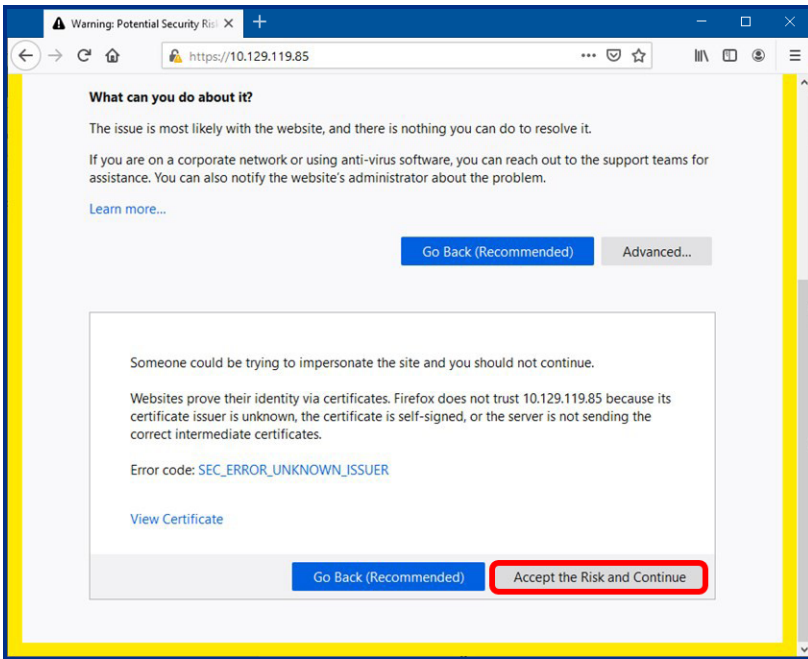 Warning: Potential Security Ris
https://10.129.119.85
What can you do about it?
The issue is most likely with the website, and there is nothing you can do to resolve it.
If you are on a corporate network or using anti-virus software, you can reach out to the support teams for
assistance. You can also notify the website's administrator about the problem.
Learn more...
Go Back (Recommended) Advanced...
Someone could be trying to impersonate the site and you should not continue.
Websites prove their identity via certificates. Firefox does not trust 10.129.119.85 because its
certificate issuer is unknown, the certificate is self-signed, or the server is not sending the
correct intermediate certificates.
Error code: SEC_ERROR_UNKNOWN_ISSUER
View Certificate
Go Back (Recommended) Accept the Risk and Continue